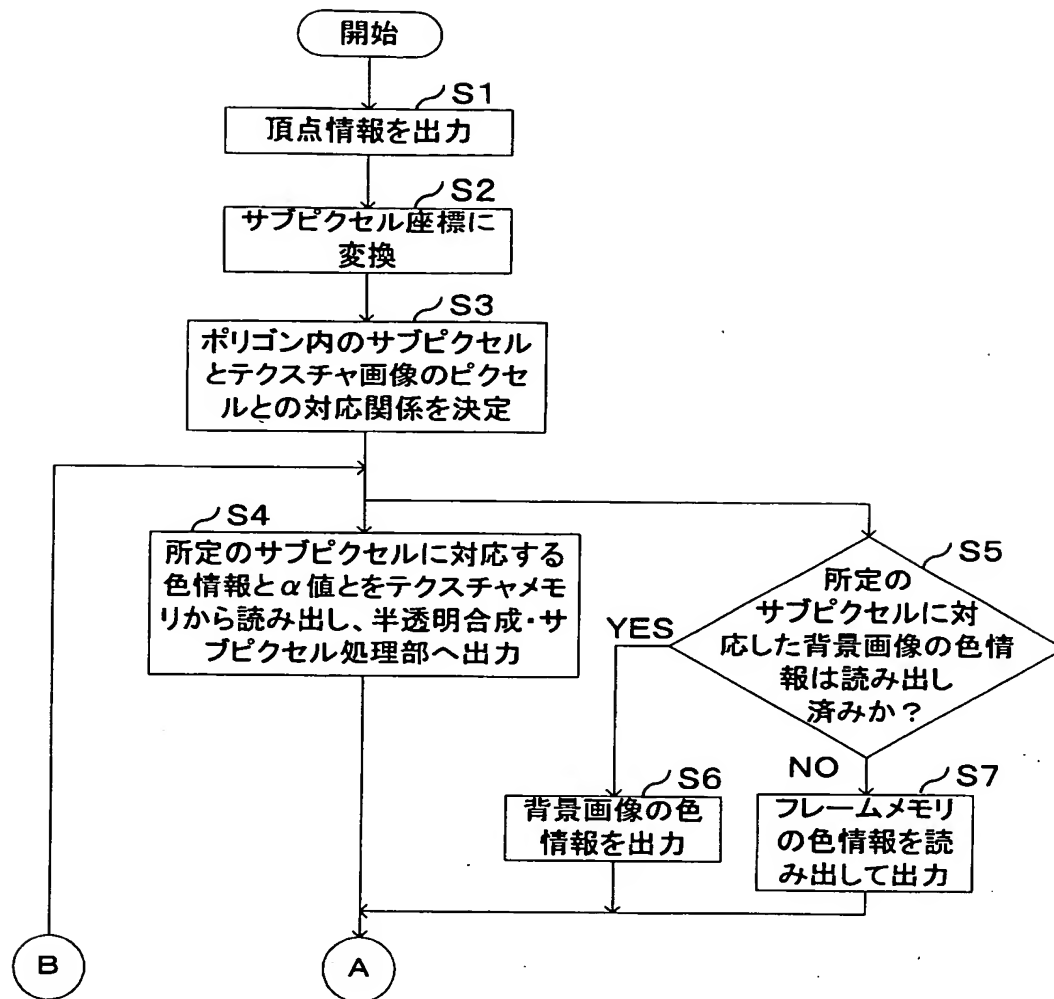 開始
S1
頂点情報を出力
S2
サブピクセル座標に
変換
S3
ポリゴン内のサブピクセル
とテクスチャ画像のピクセ
ルとの対応関係を決定
S4
所定のサブピクセルに対応する
色情報とα値とをテクスチャメモ
リから読み出し、半透明合成・サ
ブピクセル処理部へ出力
S5
所定の
サブピクセルに対
応した背景画像の色情
報は読み出し
済みか？
YES
NO
S6
背景画像の色
情報を出力
S7
フレームメモリ
の色情報を読
み出して出力
B
A